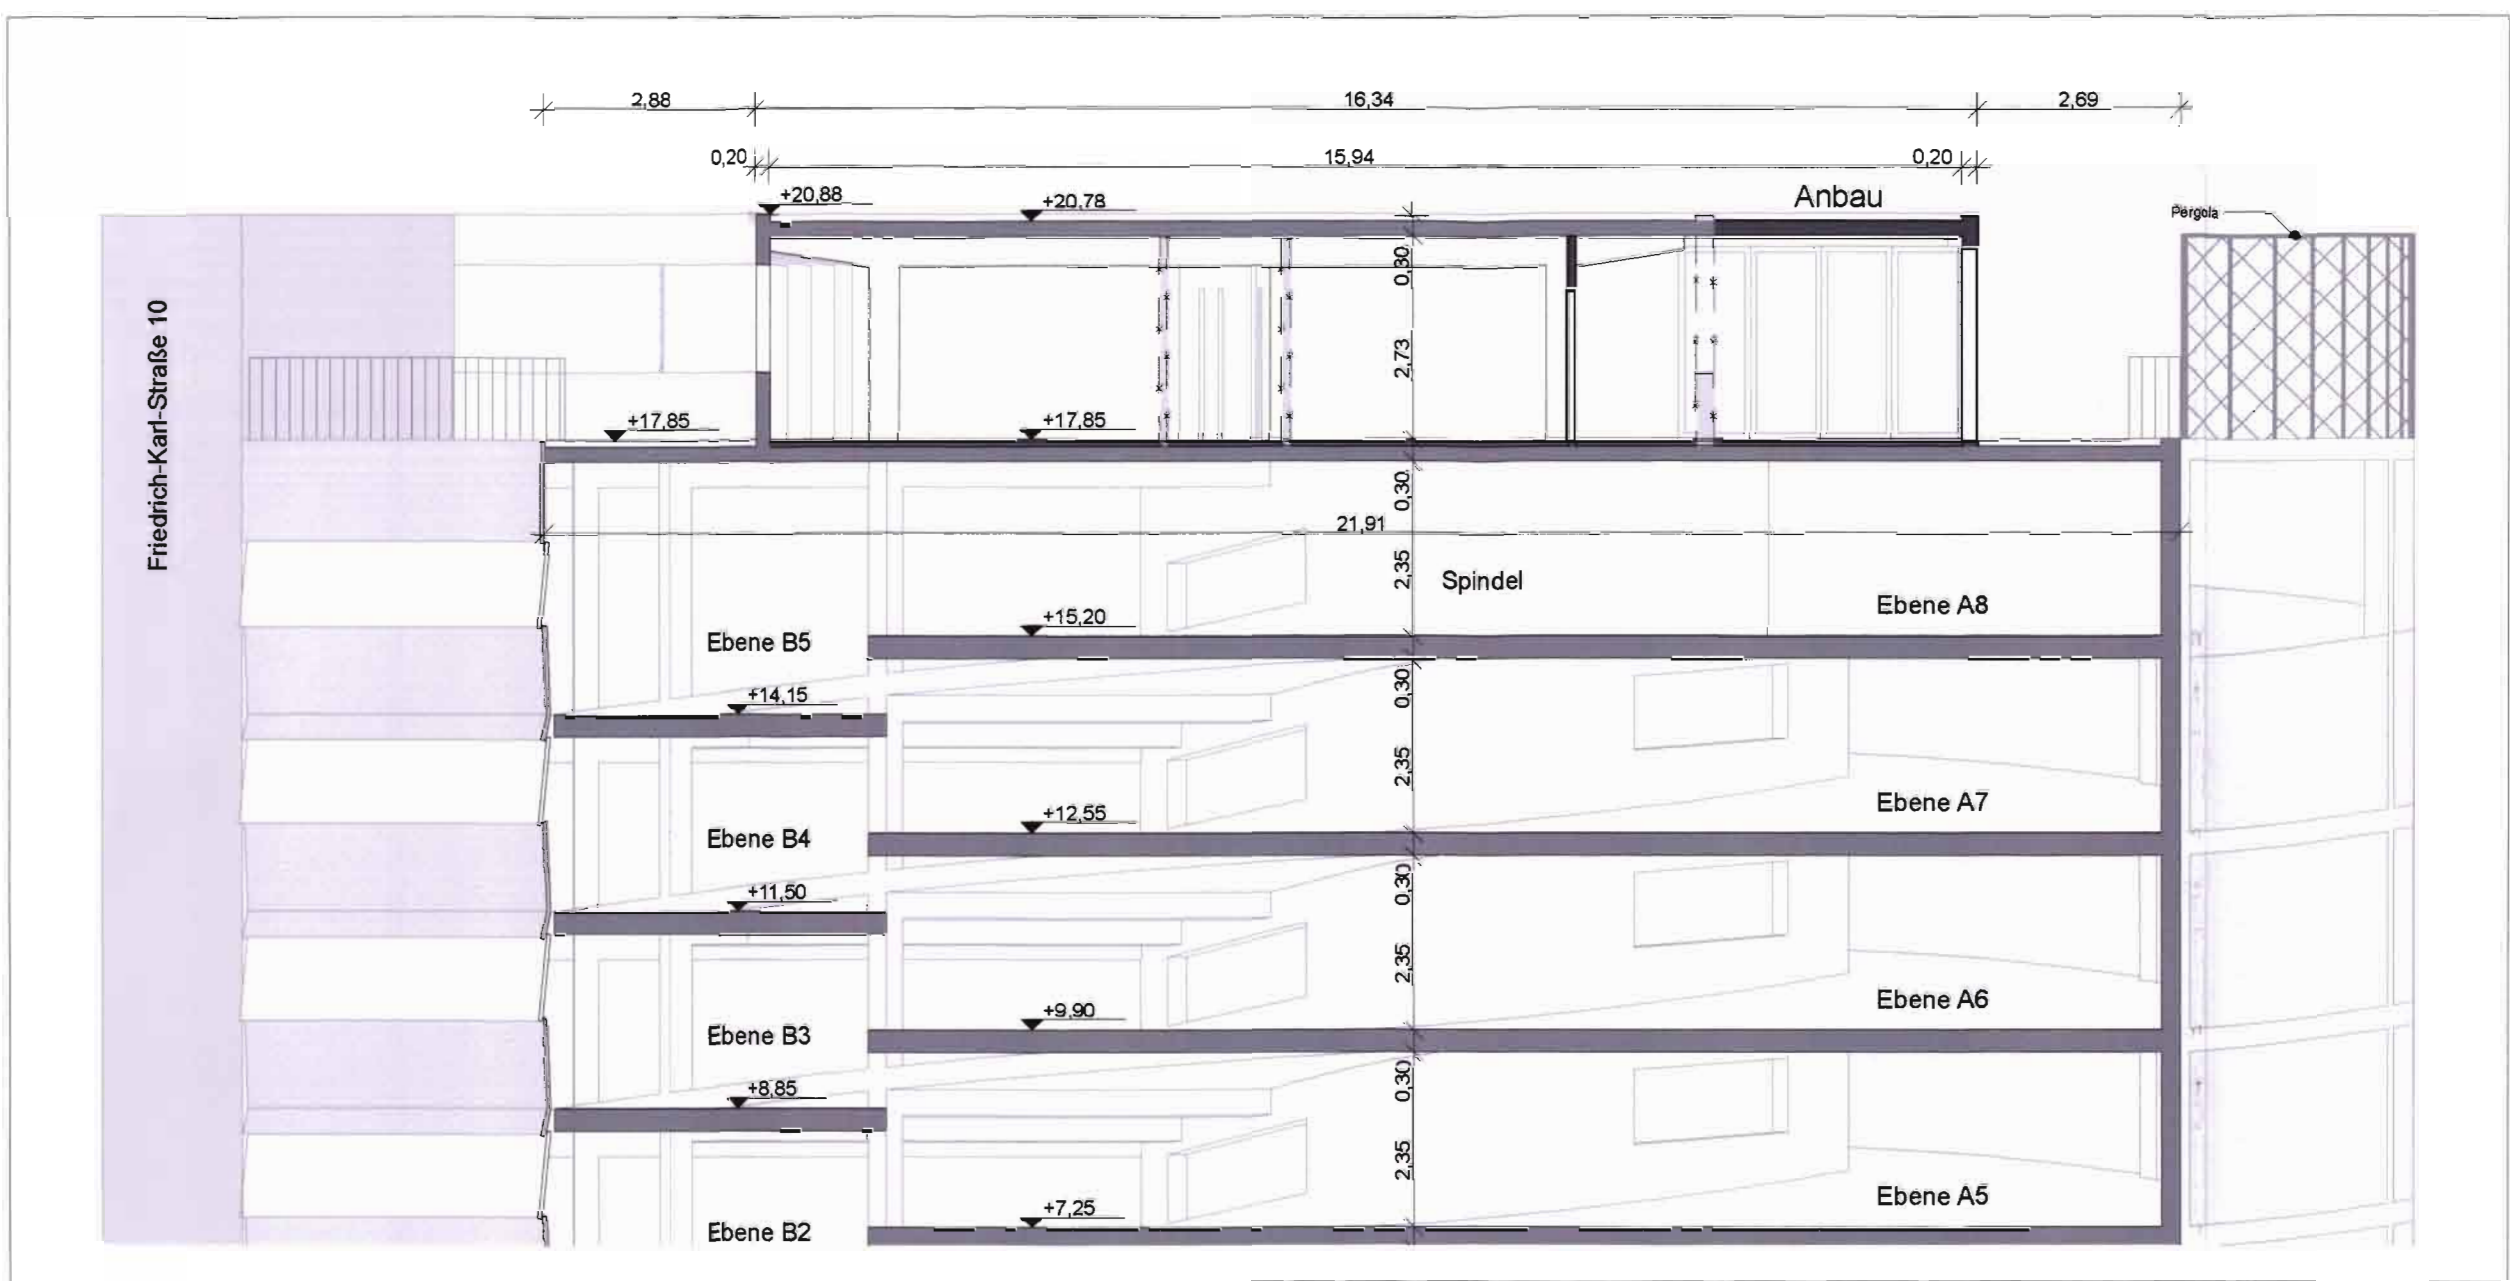 2,88
16,34
2,69
0,20
15,94
0,20
+20,88
+20,78
Anbau
Pergola
0,30
2,73
Friedrich-Karl-Straße 10
+17,85
+17,85
0,30
21,91
2,35
Spindel
Ebene A8
+15,20
Ebene B5
0,30
+14,15
2,35
Ebene A7
+12,55
Ebene B4
0,30
+11,50
2,35
Ebene A6
+9,90
Ebene B3
0,30
+8,85
2,35
Ebene A5
+7,25
Ebene B2